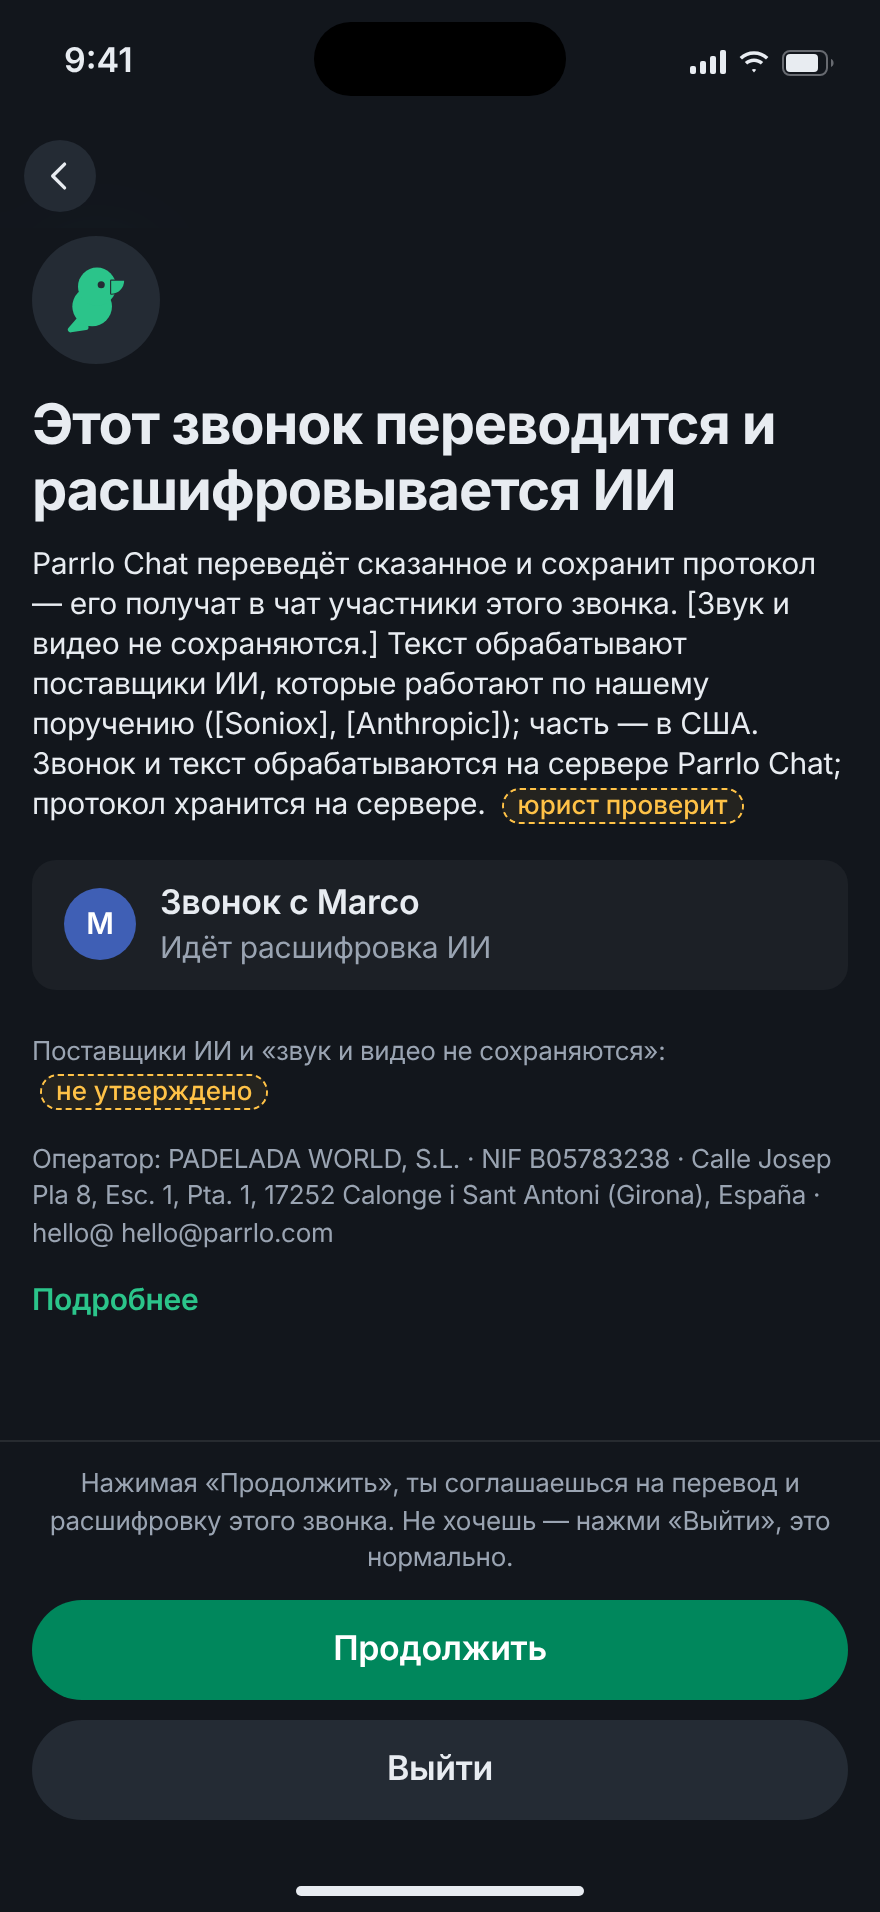 9:41
Этот звонок переводится и
расшифровывается ИИ
Parrlo Chat переведёт сказанное и сохранит протокол
— его получат в чат участники этого звонка. [Звук и
видео не сохраняются.] Текст обрабатывают
поставщики ИИ, которые работают по нашему
поручению ([Soniox], [Anthropic]); часть — в США.
Звонок и текст обрабатываются на сервере Parrlo Chat;
протокол хранится на сервере. юрист проверит
M
Звонок с Marco
Идёт расшифровка ИИ
Поставщики ИИ и «звук и видео не сохраняются»:
не утверждено
Оператор: PADELADA WORLD, S.L. · NIF B05783238 · Calle Josep
Pla 8, Esc. 1, Pta. 1, 17252 Calonge i Sant Antoni (Girona), España ·
hello@ hello@parrlo.com
Подробнее
Нажимая «Продолжить», ты соглашаешься на перевод и
расшифровку этого звонка. Не хочешь — нажми «Выйти», это
нормально.
Продолжить
Выйти